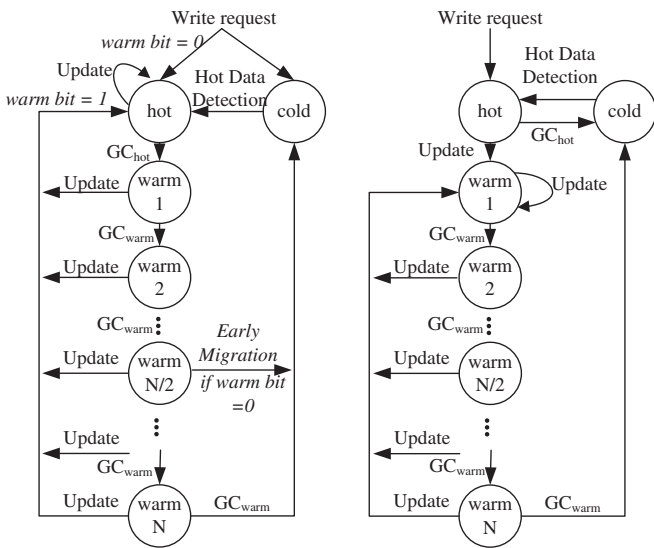 Write request
warm bit = 0
Update
Hot Data
Detection
warm bit = 1
hot
cold
GChot
Update
warm
1
GCwarm
Update
warm
2
GCwarm
Early
Migration
Update
warm
N/2
if warm bit
=0
Update
GCwarm
Update
warm
N
GCwarm
Write request
Hot Data
Detection
hot
cold
GChot
Update
warm
1
Update
GCwarm
Update
warm
2
GCwarm
Update
warm
N/2
Update
GCwarm
Update
warm
N
GCwarm